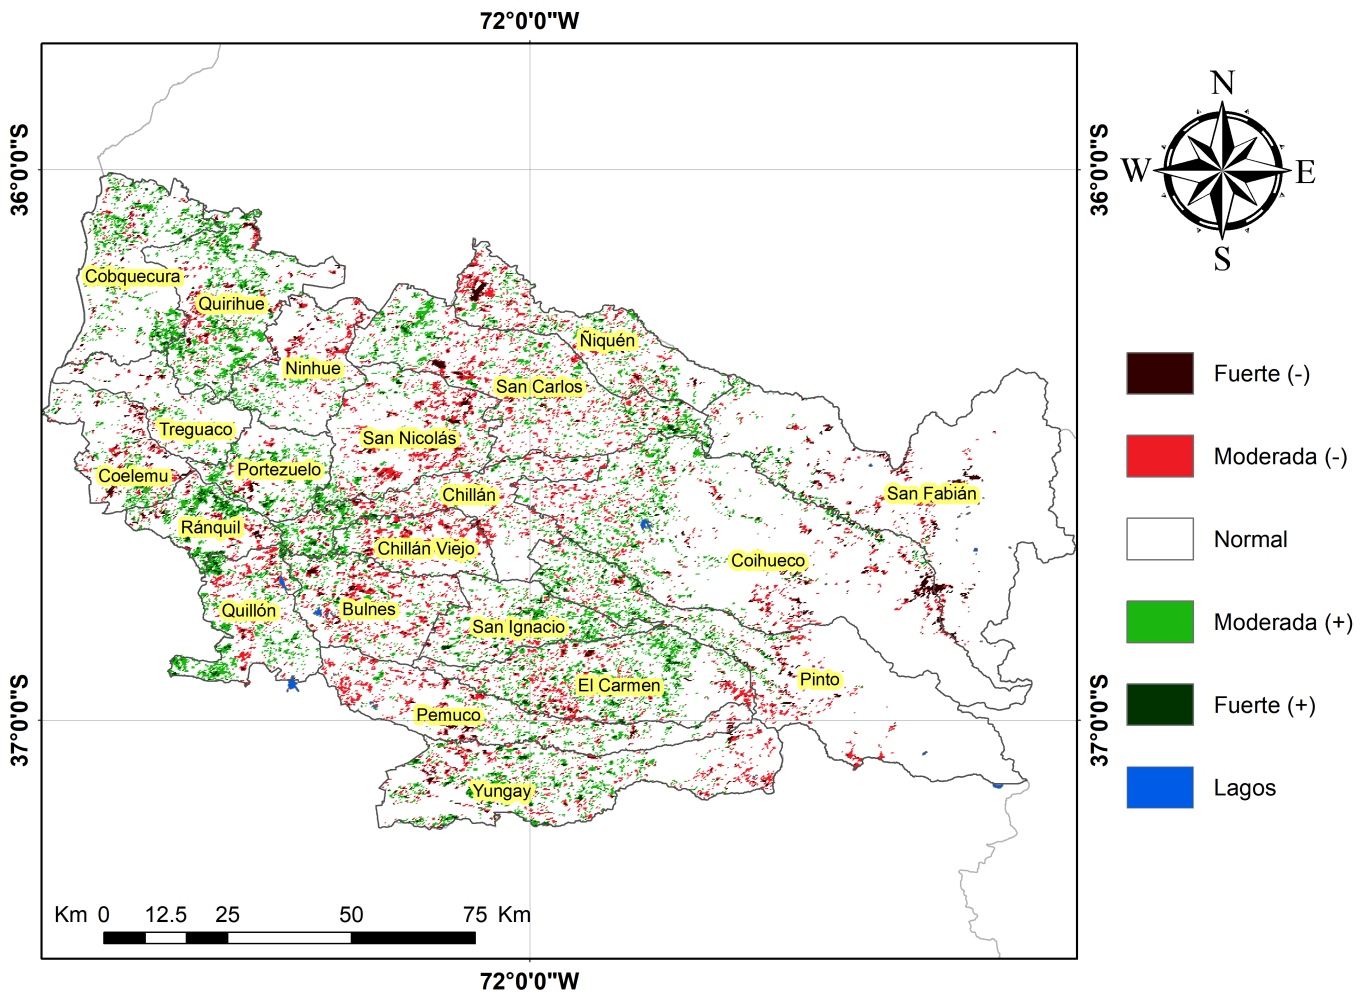 72°0'0"W
N
W
E
S
36°0'0"S
36°0'0"S
Cobquecura
Quirihue
Ñiquén
Ninhue
San Carlos
Treguaco
San Nicolás
Coelemu
Portezuelo
Chillán
San Fabián
Ránquil
Chillán Viejo
Coihueco
Quillón
Bulnes
San Ignacio
El Carmen
Pinto
Pemuco
Yungay
37°0'0"S
37°0'0"S
Fuerte (-)
Moderada (-)
Normal
Moderada (+)
Fuerte (+)
Lagos
Km 0 12.5 25 50 75 Km
72°0'0"W